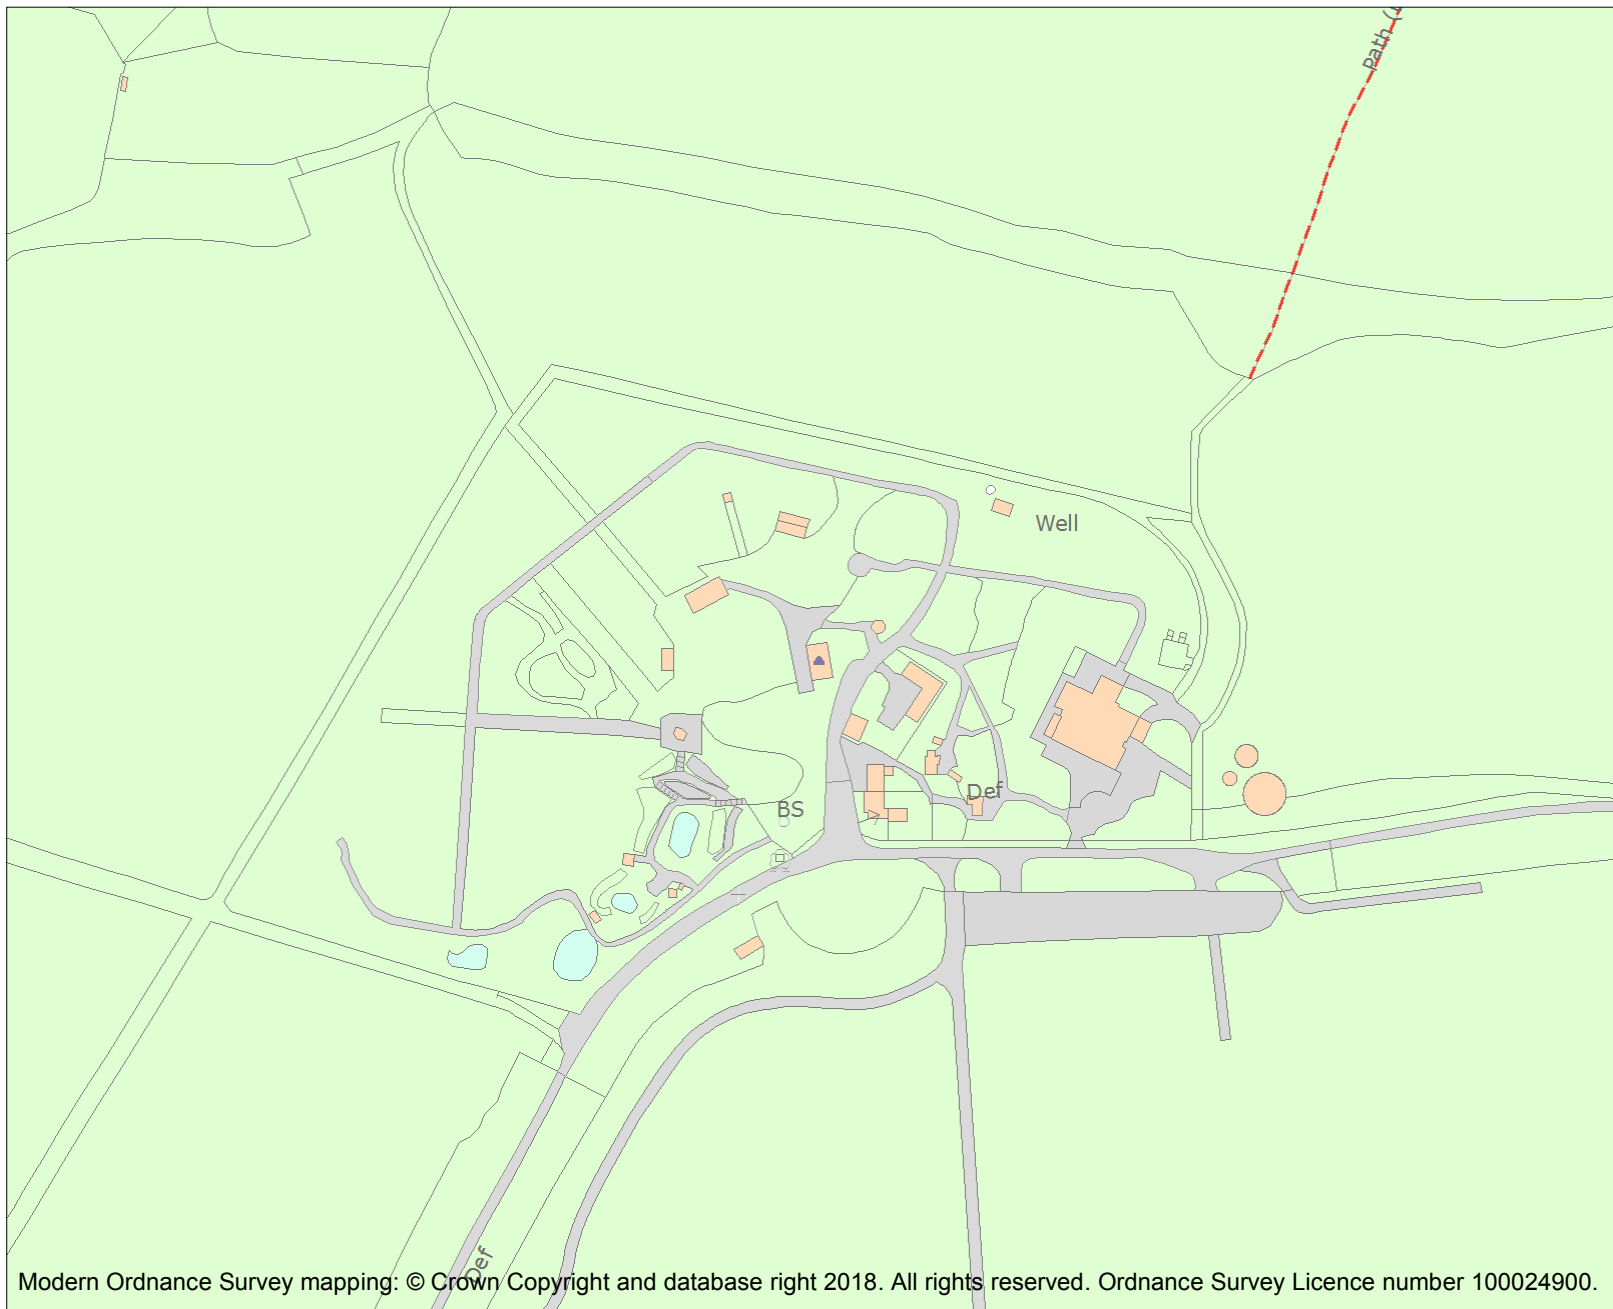 Path (
Well
BS
Def
Def
Modern Ordnance Survey mapping: © Crown Copyright and database right 2018. All rights reserved. Ordnance Survey Licence number 100024900.